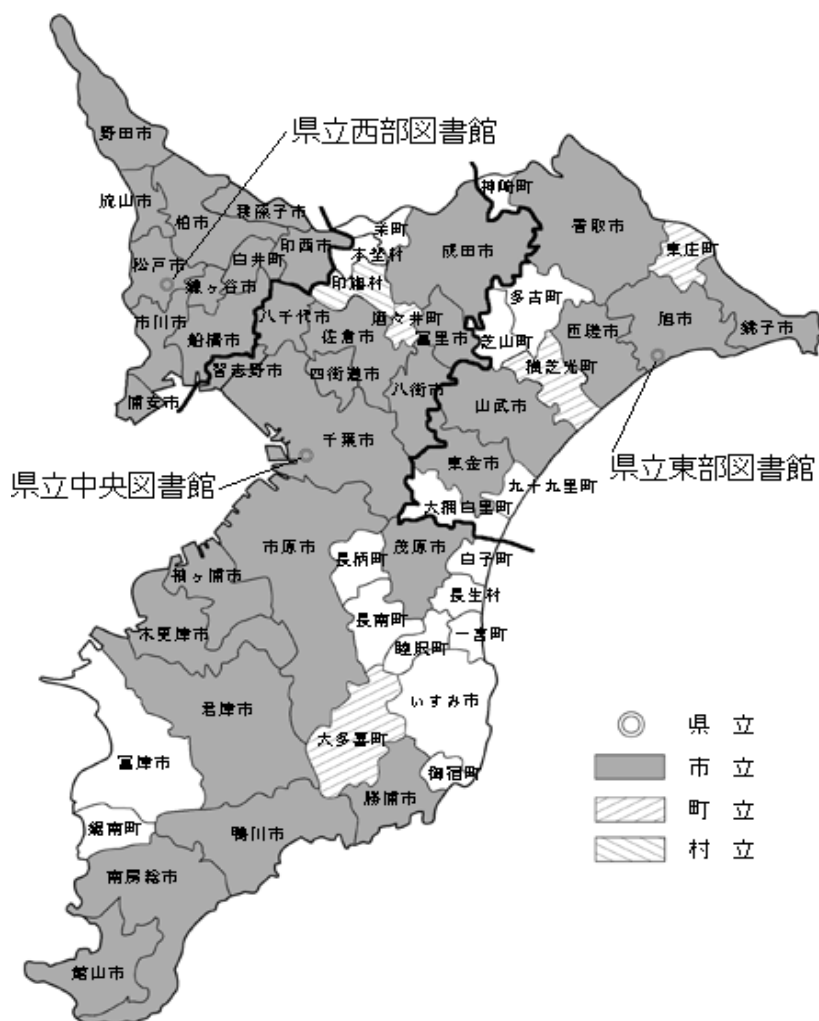 県立西部図書館
野田市
流山市
柏市
我孫子市
神崎町
香取市
栄町
成田市
東庄町
松戸市
白井町
印西市
本埜村
印旛村
多古町
鎌ヶ谷市
市川市
船橋市
八千代市
佐倉市
酒々井町
富里市
芝山町
匝瑳市
旭市
銚子市
浦安市
習志野市
四街道市
八街市
横芝光町
山武市
千葉市
県立中央図書館
東金市
九十九里町
県立東部図書館
大網白里町
市原市
長柄町
茂原市
白子町
袖ヶ浦市
長生村
木更津市
長南町
睦沢町
一宮町
君津市
いすみ市
大多喜町
富津市
御宿町
勝浦市
鋸南町
鴨川市
南房総市
館山市
県 立
市 立
町 立
村 立